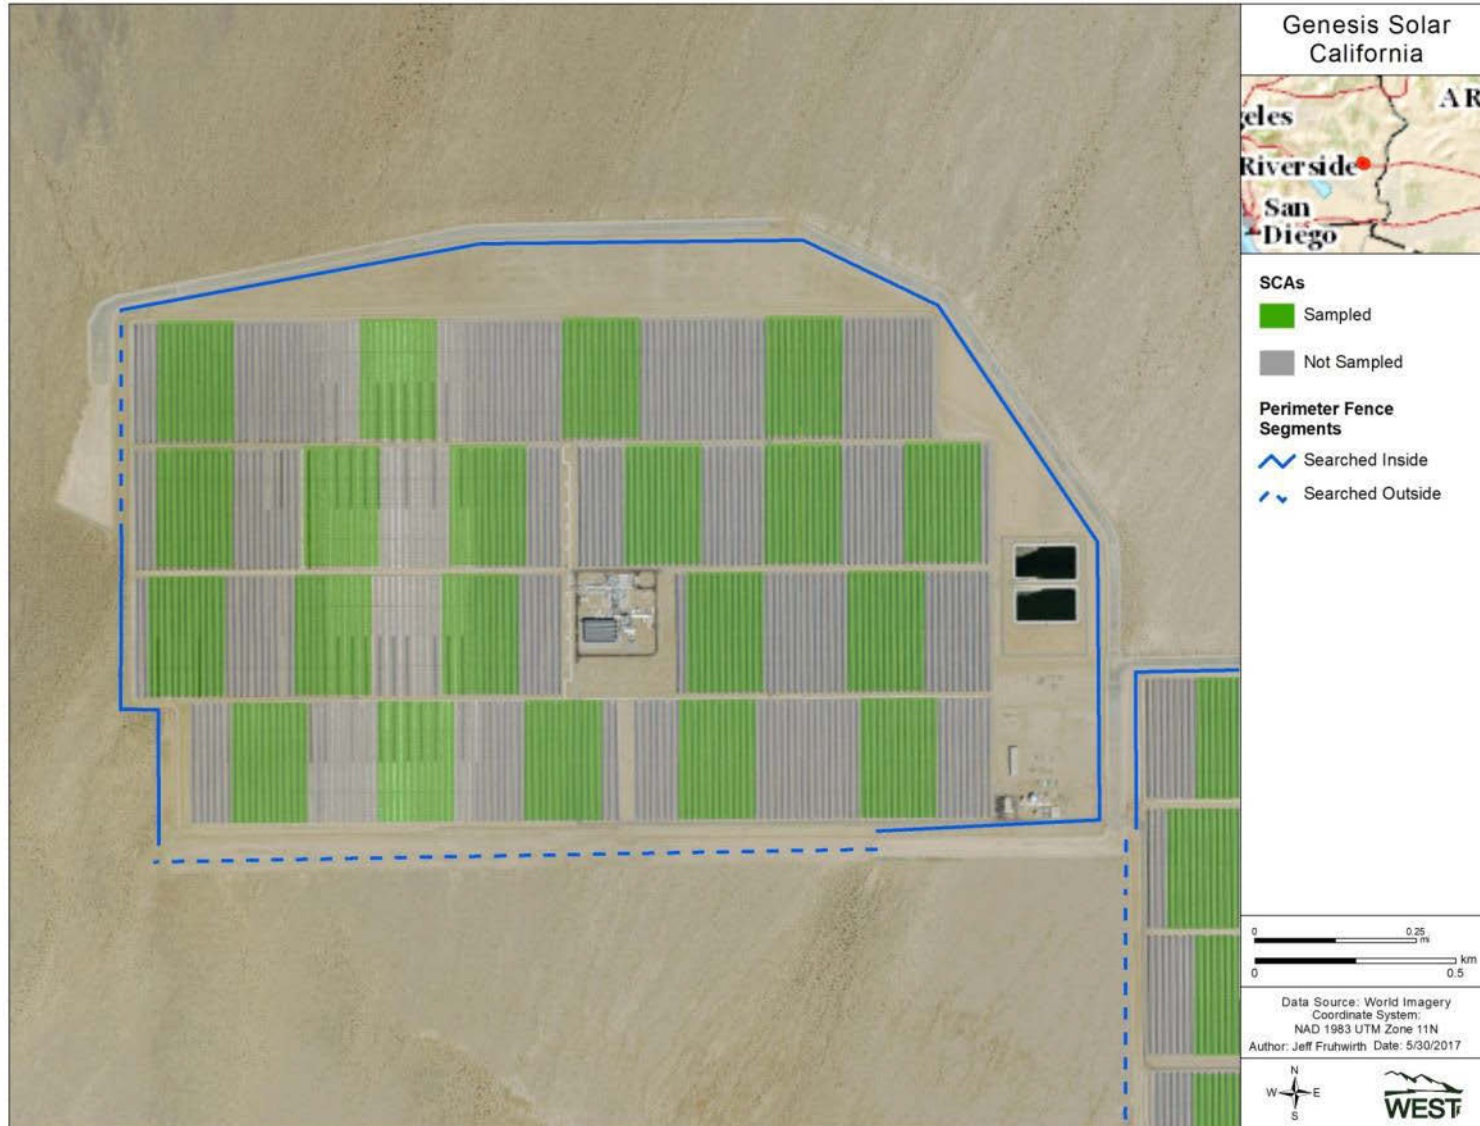 Genesis Solar
California
AR
geles
Riverside
San
Diego
SCAs
Sampled
Not Sampled
Perimeter Fence
Segments
Searched Inside
Searched Outside
0 0.25
mi
km
0 0.5
Data Source: World Imagery
Coordinate System:
NAD 1983 UTM Zone 11N
Author: Jeff Fruhwirth Date: 5/30/2017
N
W E
S
WEST